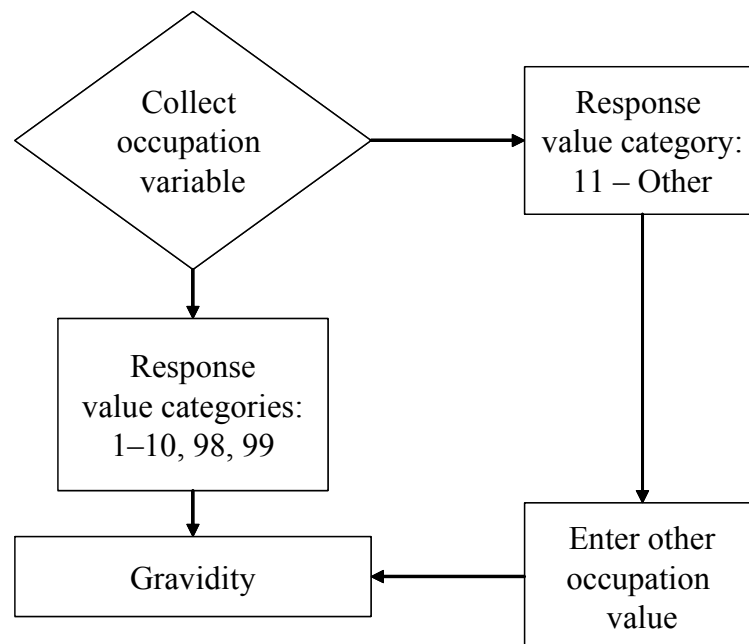 Collect
occupation
variable
Response
value category:
11 – Other
Response
value categories:
1–10, 98, 99
Gravidity
Enter other
occupation
value